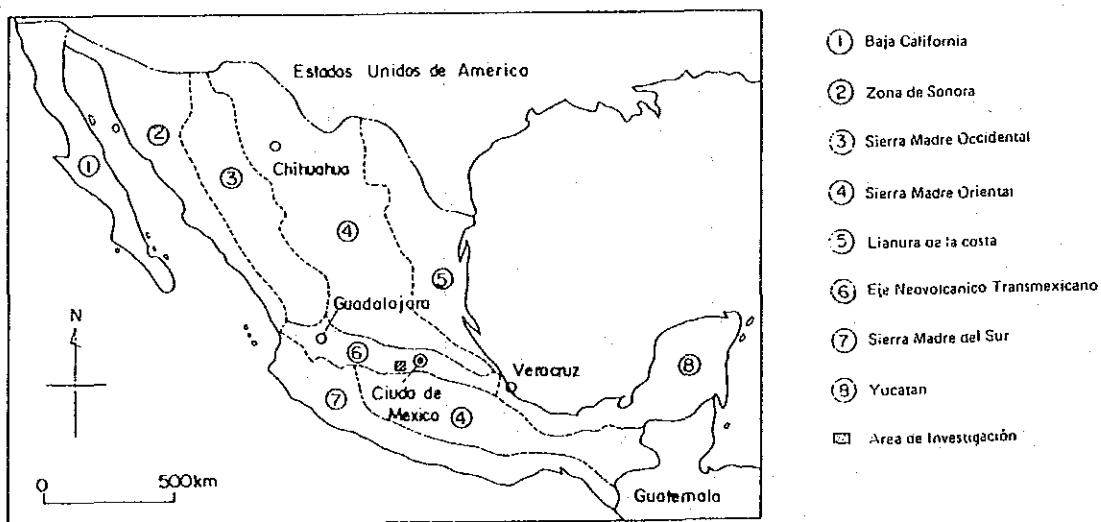 Estados Unidos de America
Chihuahua
Guadalajara
Ciuda de
Mexico
Veracruz
Guatemala
N
0 500km
1
2
3
4
5
6
7
4
8
① Baja California
② Zona de Sonora
③ Sierra Madre Occidental
④ Sierra Madre Oriental
⑤ Llanura de la costa
⑥ Eje Neovolcanico Transmexicano
⑦ Sierra Madre del Sur
⑧ Yucatan
Area de Investigación